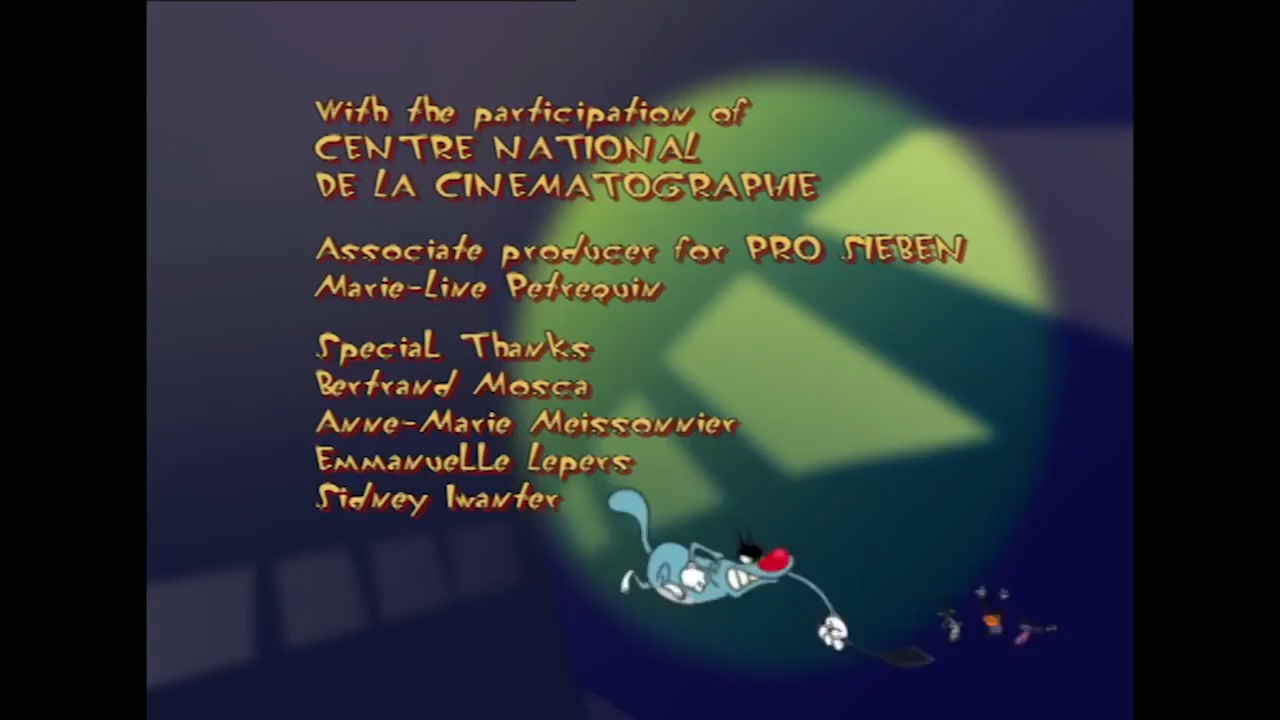 With the participation of
CENTRE NATIONAL
DE LA CINEMATOGRAPHIE
Associate producer for PRO SIEBEN
Marie-Line Petrequin
Special Thanks
Bertrand Mosca
Anne-Marie Meissonnier
Emmanuelle Lepers
Sidney Iwanter